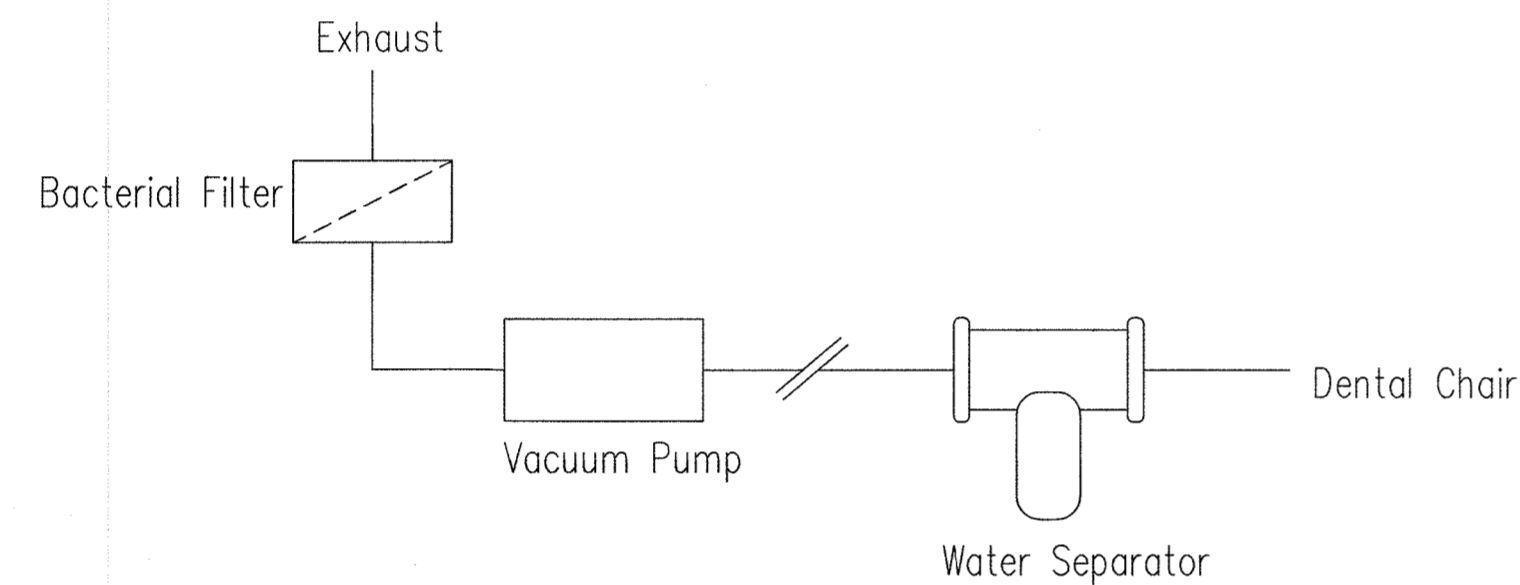 Exhaust
Bacterial Filter
Vacuum Pump
Dental Chair
Water Separator